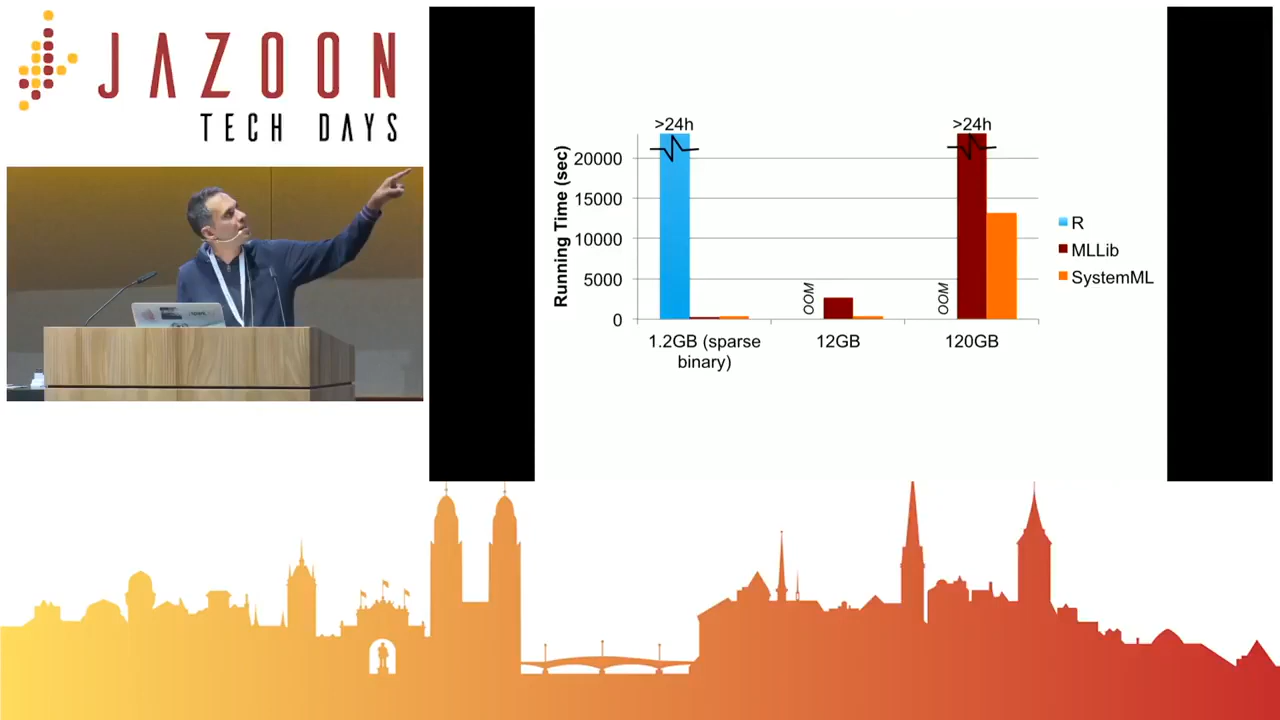 JAZOON
TECH DAYS
>24h
>24h
Running Time (sec)
20000
15000
10000
5000
0
OOM
OOM
1.2GB (sparse
binary)
12GB
120GB
R
MLLib
SystemML